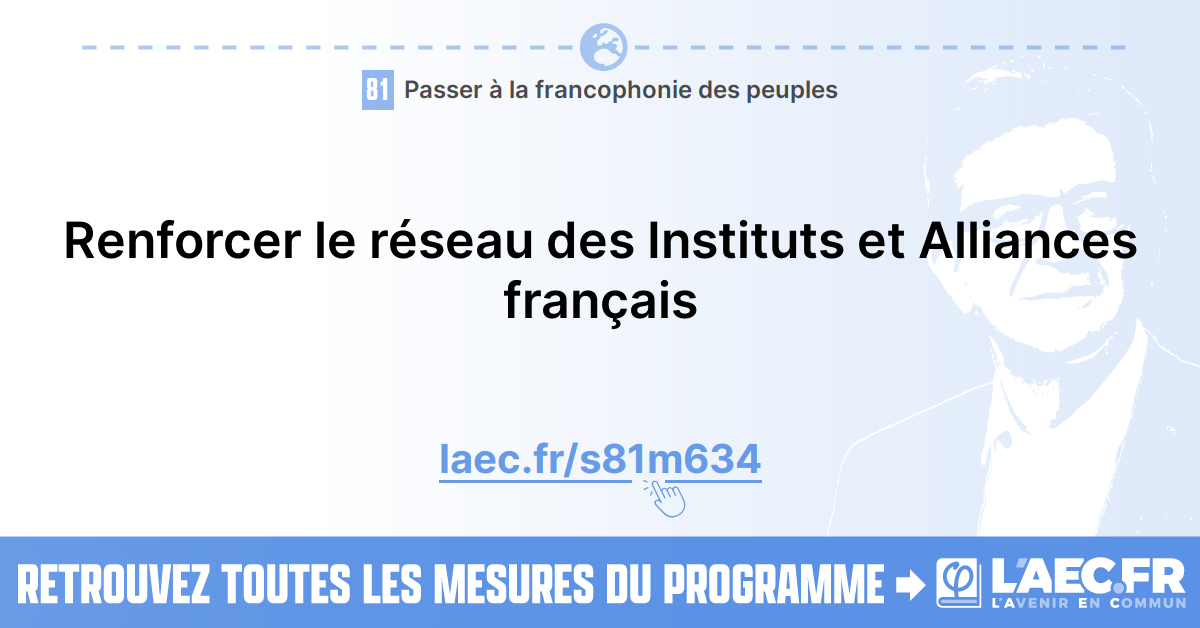 81 Passer à la francophonie des peuples
Renforcer le réseau des Instituts et Alliances
français
laec.fr/s81m634
RETROUVEZ TOUTES LES MESURES DU PROGRAMME
L'AEC.FR
L'AVENIR EN COMMUN